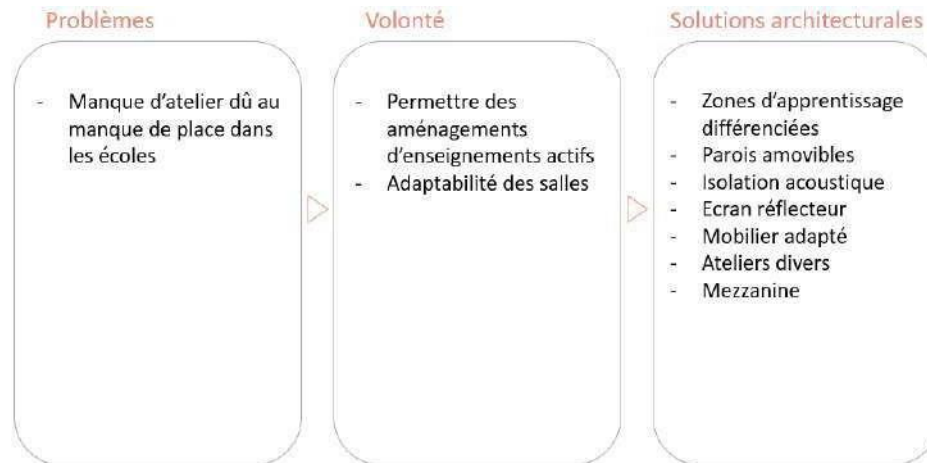 Problèmes
- Manque d'atelier dû au
manque de place dans
les écoles
Volonté
- Permettre des
aménagements
d'enseignements actifs
- Adaptabilité des salles
Solutions architecturales
- Zones d'apprentissage
différenciées
- Parois amovibles
- Isolation acoustique
- Ecran réflecteur
- Mobilier adapté
- Ateliers divers
- Mezzanine